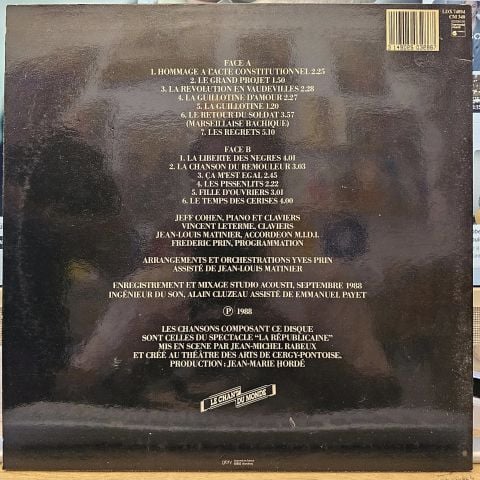 LDX 74894
CM 340
FACE A
1. HOMMAGE A L'ACTE CONSTITUTIONNEL 2.25
2. LE GRAND PROJET 1.50
3. LA REVOLUTION EN VAUDEVILLES 2.28
4. LA GUILLOTINE D'AMOUR 2.27
5. LA GUILLOTINE 1.20
6. LE RETOUR DU SOLDAT 3.57
(MARSEILLAISE BACHIQUE)
7. LES REGRETS 5.10
FACE B
1. LA LIBERTE DES NEGRES 4.01
2. LA CHANSON DU REMOULEUR 3.03
3. ÇA M'EST EGAL 2.45
4. LES PISSENLITS 2.22
5. FILLE D'OUVRIERS 3.01
6. LE TEMPS DES CERISES 4.00
JEFF COHEN, PIANO ET CLAVIERS
VINCENT LETERME, CLAVIERS
JEAN-LOUIS MATINIER, ACCORDEON M.I.D.I.
FREDERIC PRIN, PROGRAMMATION
ARRANGEMENTS ET ORCHESTRATIONS YVES PRIN
ASSISTÉ DE JEAN-LOUIS MATINIER
ENREGISTREMENT ET MIXAGE STUDIO ACOUSTI, SEPTEMBRE 1988
INGÉNIEUR DU SON, ALAIN CLUZEAU ASSISTÉ DE EMMANUEL PAYET
Ⓟ 1988
LES CHANSONS COMPOSANT CE DISQUE
SONT CELLES DU SPECTACLE "LA RÉPUBLICAINE"
MIS EN SCENE PAR JEAN-MICHEL RABEUX
ET CRÉÉ AU THÉÂTRE DES ARTS DE CERGY-PONTOISE.
PRODUCTION : JEAN-MARIE HORDÉ
LE CHANT
DU MONDE